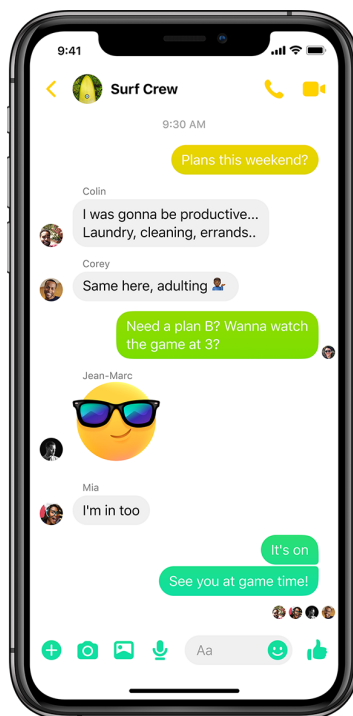 9:41
Surf Crew
9:30 AM
Plans this weekend?
Colin
I was gonna be productive...
Laundry, cleaning, errands..
Corey
Same here, adulting 🤷🏾‍♂️
Need a plan B? Wanna watch
the game at 3?
Jean-Marc
Mia
I'm in too
It's on
See you at game time!
Aa